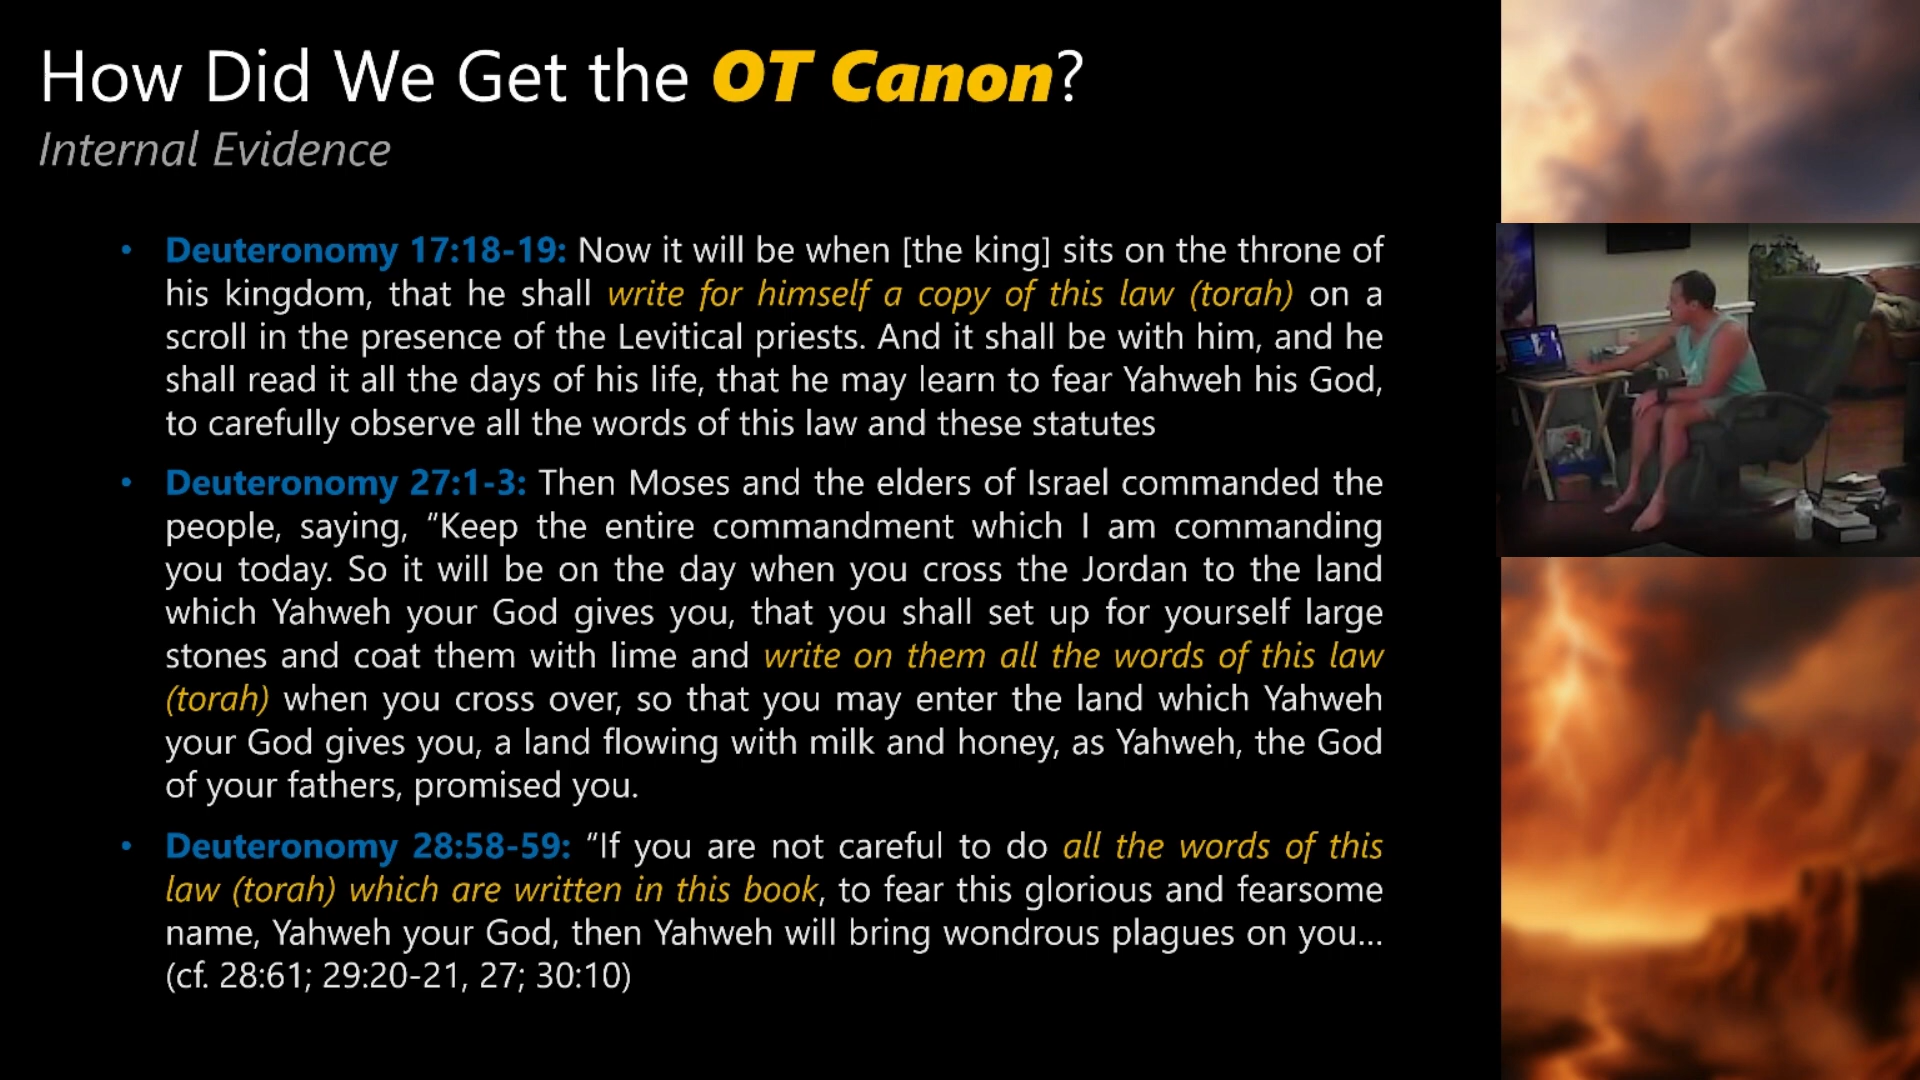 How Did We Get the OT Canon?
Internal Evidence
• Deuteronomy 17:18-19: Now it will be when [the king] sits on the throne of
his kingdom, that he shall write for himself a copy of this law (torah) on a
scroll in the presence of the Levitical priests. And it shall be with him, and he
shall read it all the days of his life, that he may learn to fear Yahweh his God,
to carefully observe all the words of this law and these statutes
• Deuteronomy 27:1-3: Then Moses and the elders of Israel commanded the
people, saying, “Keep the entire commandment which I am commanding
you today. So it will be on the day when you cross the Jordan to the land
which Yahweh your God gives you, that you shall set up for yourself large
stones and coat them with lime and write on them all the words of this law
(torah) when you cross over, so that you may enter the land which Yahweh
your God gives you, a land flowing with milk and honey, as Yahweh, the God
of your fathers, promised you.
• Deuteronomy 28:58-59: “If you are not careful to do all the words of this
law (torah) which are written in this book, to fear this glorious and fearsome
name, Yahweh your God, then Yahweh will bring wondrous plagues on you…
(cf. 28:61; 29:20-21, 27; 30:10)